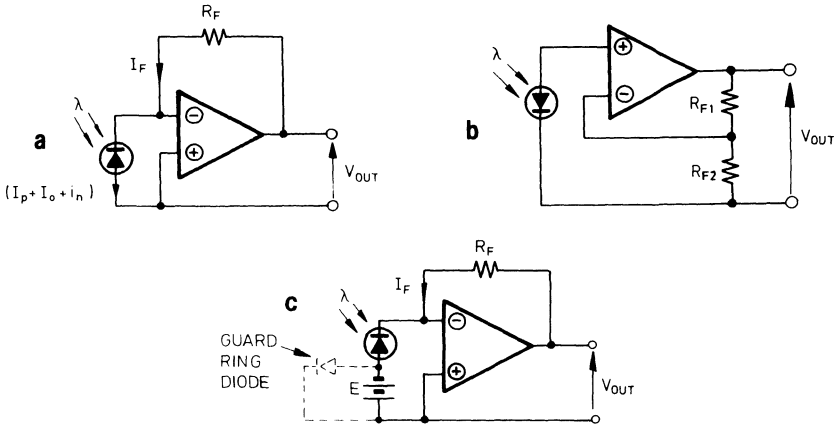 R_F
I_F
λ
a
⊖
⊕
(I_p + I_o + i_n)
V_OUT
λ
b
⊕
⊖
R_F1
R_F2
V_OUT
R_F
c
I_F
λ
GUARD
RING
DIODE
E
⊖
⊕
V_OUT